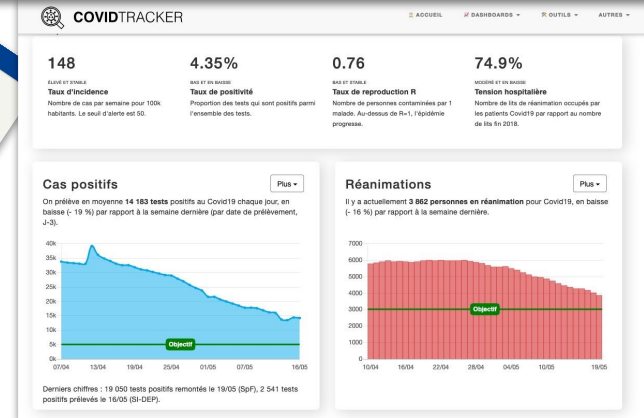 COVIDTRACKER
ACCUEIL DASHBOARDS OUTILS AUTRES
148
ÉLEVÉ ET STABLE
Taux d'incidence
Nombre de cas par semaine pour 100k
habitants. Le seuil d'alerte est 50.
4.35%
BAS ET EN BAISSE
Taux de positivité
Proportion des tests qui sont positifs parmi
l'ensemble des tests.
0.76
BAS ET STABLE
Taux de reproduction R
Nombre de personnes contaminées par 1
malade. Au-dessus de R=1, l'épidémie
progresse.
74.9%
MODÉRÉ ET EN BAISSE
Tension hospitalière
Nombre de lits de réanimation occupés par
les patients Covid19 par rapport au nombre
de lits fin 2018.
Cas positifs
Plus
On prélève en moyenne 14 183 tests positifs au Covid19 chaque jour, en
baisse (- 19 %) par rapport à la semaine dernière (par date de prélèvement,
J-3).
40k
35k
30k
25k
20k
15k
10k
5k
0k
Objectif
07/04 13/04 19/04 25/04 01/05 07/05 16/05
Derniers chiffres : 19 050 tests positifs remontés le 19/05 (SpF), 2 541 tests
positifs prélevés le 16/05 (SI-DEP).
Réanimations
Plus
Il y a actuellement 3 862 personnes en réanimation pour Covid19, en baisse
(- 16 %) par rapport à la semaine dernière.
7000
6000
5000
4000
3000
2000
1000
0
Objectif
10/04 16/04 22/04 28/04 04/05 10/05 19/05